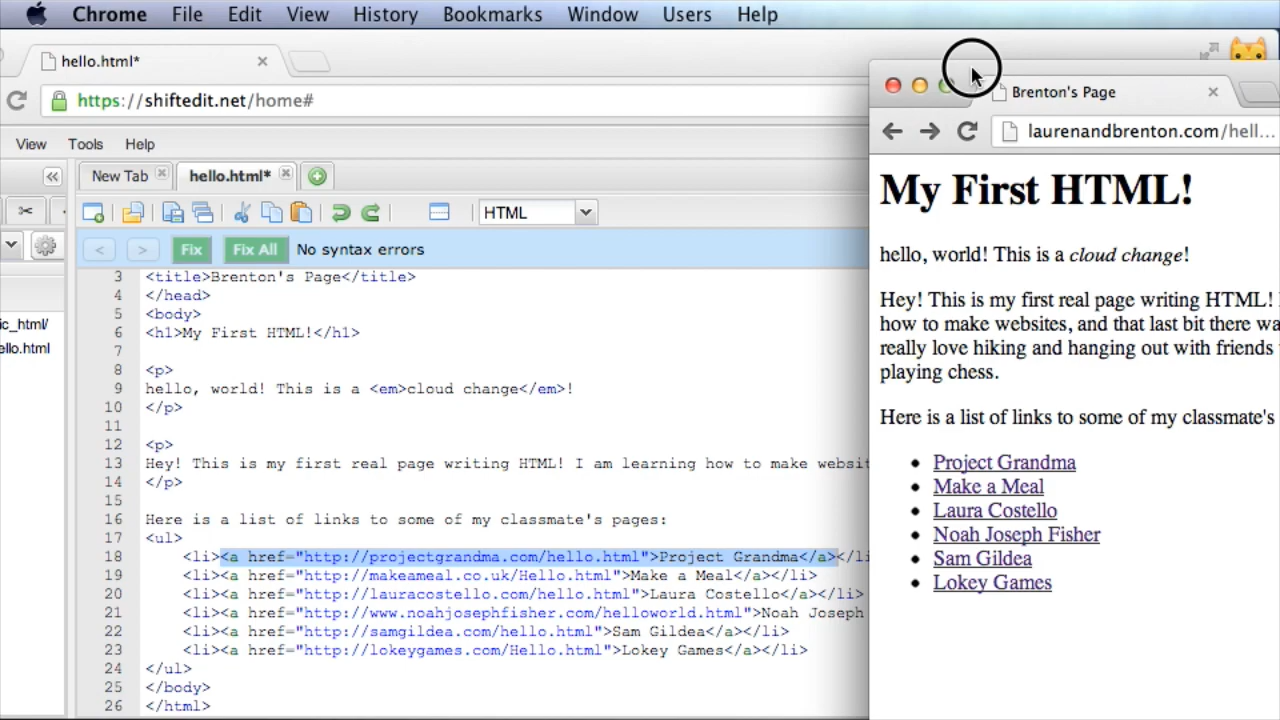 Chrome File Edit View History Bookmarks Window Users Help
hello.html*
https://shiftedit.net/home#
View Tools Help
New Tab hello.html*
HTML
< > Fix Fix All No syntax errors
ic_html/
ello.html
3 <title>Brenton's Page</title>
4 </head>
5 <body>
6 <h1>My First HTML!</h1>
7
8 <p>
9 hello, world! This is a <em>cloud change</em>!
10 </p>
11
12 <p>
13 Hey! This is my first real page writing HTML! I am learning how to make websit
14 </p>
15
16 Here is a list of links to some of my classmate's pages:
17 <ul>
18 <li><a href="http://projectgrandma.com/hello.html">Project Grandma</a></li
19 <li><a href="http://makeameal.co.uk/Hello.html">Make a Meal</a></li>
20 <li><a href="http://lauracostello.com/hello.html">Laura Costello</a></li>
21 <li><a href="http://www.noahjosephfisher.com/helloworld.html">Noah Joseph
22 <li><a href="http://samgildea.com/hello.html">Sam Gildea</a></li>
23 <li><a href="http://lokeygames.com/Hello.html">Lokey Games</a></li>
24 </ul>
25 </body>
26 </html>
Brenton's Page
laurenandbrenton.com/hell...
My First HTML!
hello, world! This is a cloud change!
Hey! This is my first real page writing HTML!
how to make websites, and that last bit there wa
really love hiking and hanging out with friends
playing chess.
Here is a list of links to some of my classmate's
Project Grandma
Make a Meal
Laura Costello
Noah Joseph Fisher
Sam Gildea
Lokey Games